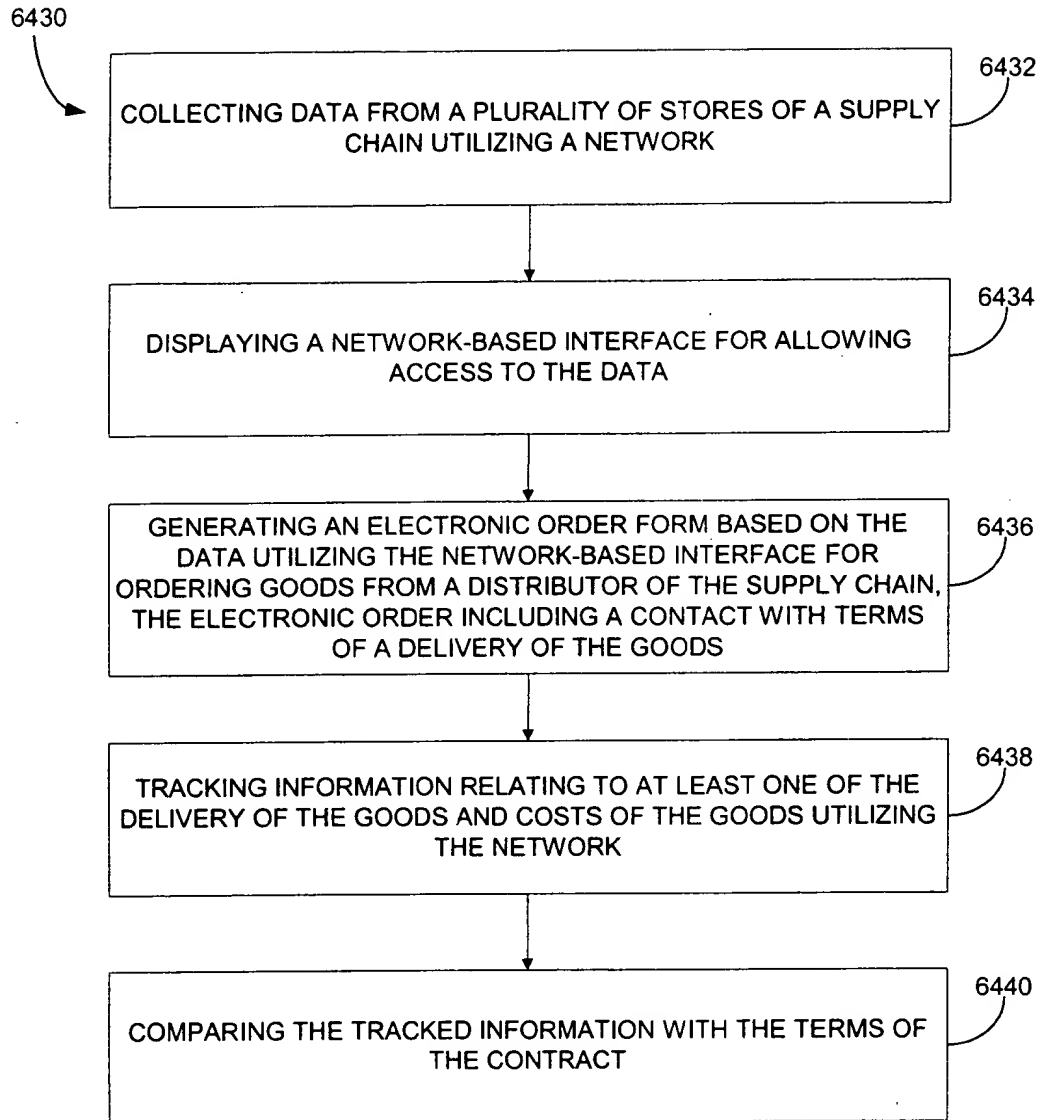 6430
6432
COLLECTING DATA FROM A PLURALITY OF STORES OF A SUPPLY
CHAIN UTILIZING A NETWORK
6434
DISPLAYING A NETWORK-BASED INTERFACE FOR ALLOWING
ACCESS TO THE DATA
6436
GENERATING AN ELECTRONIC ORDER FORM BASED ON THE
DATA UTILIZING THE NETWORK-BASED INTERFACE FOR
ORDERING GOODS FROM A DISTRIBUTOR OF THE SUPPLY CHAIN,
THE ELECTRONIC ORDER INCLUDING A CONTACT WITH TERMS
OF A DELIVERY OF THE GOODS
6438
TRACKING INFORMATION RELATING TO AT LEAST ONE OF THE
DELIVERY OF THE GOODS AND COSTS OF THE GOODS UTILIZING
THE NETWORK
6440
COMPARING THE TRACKED INFORMATION WITH THE TERMS OF
THE CONTRACT